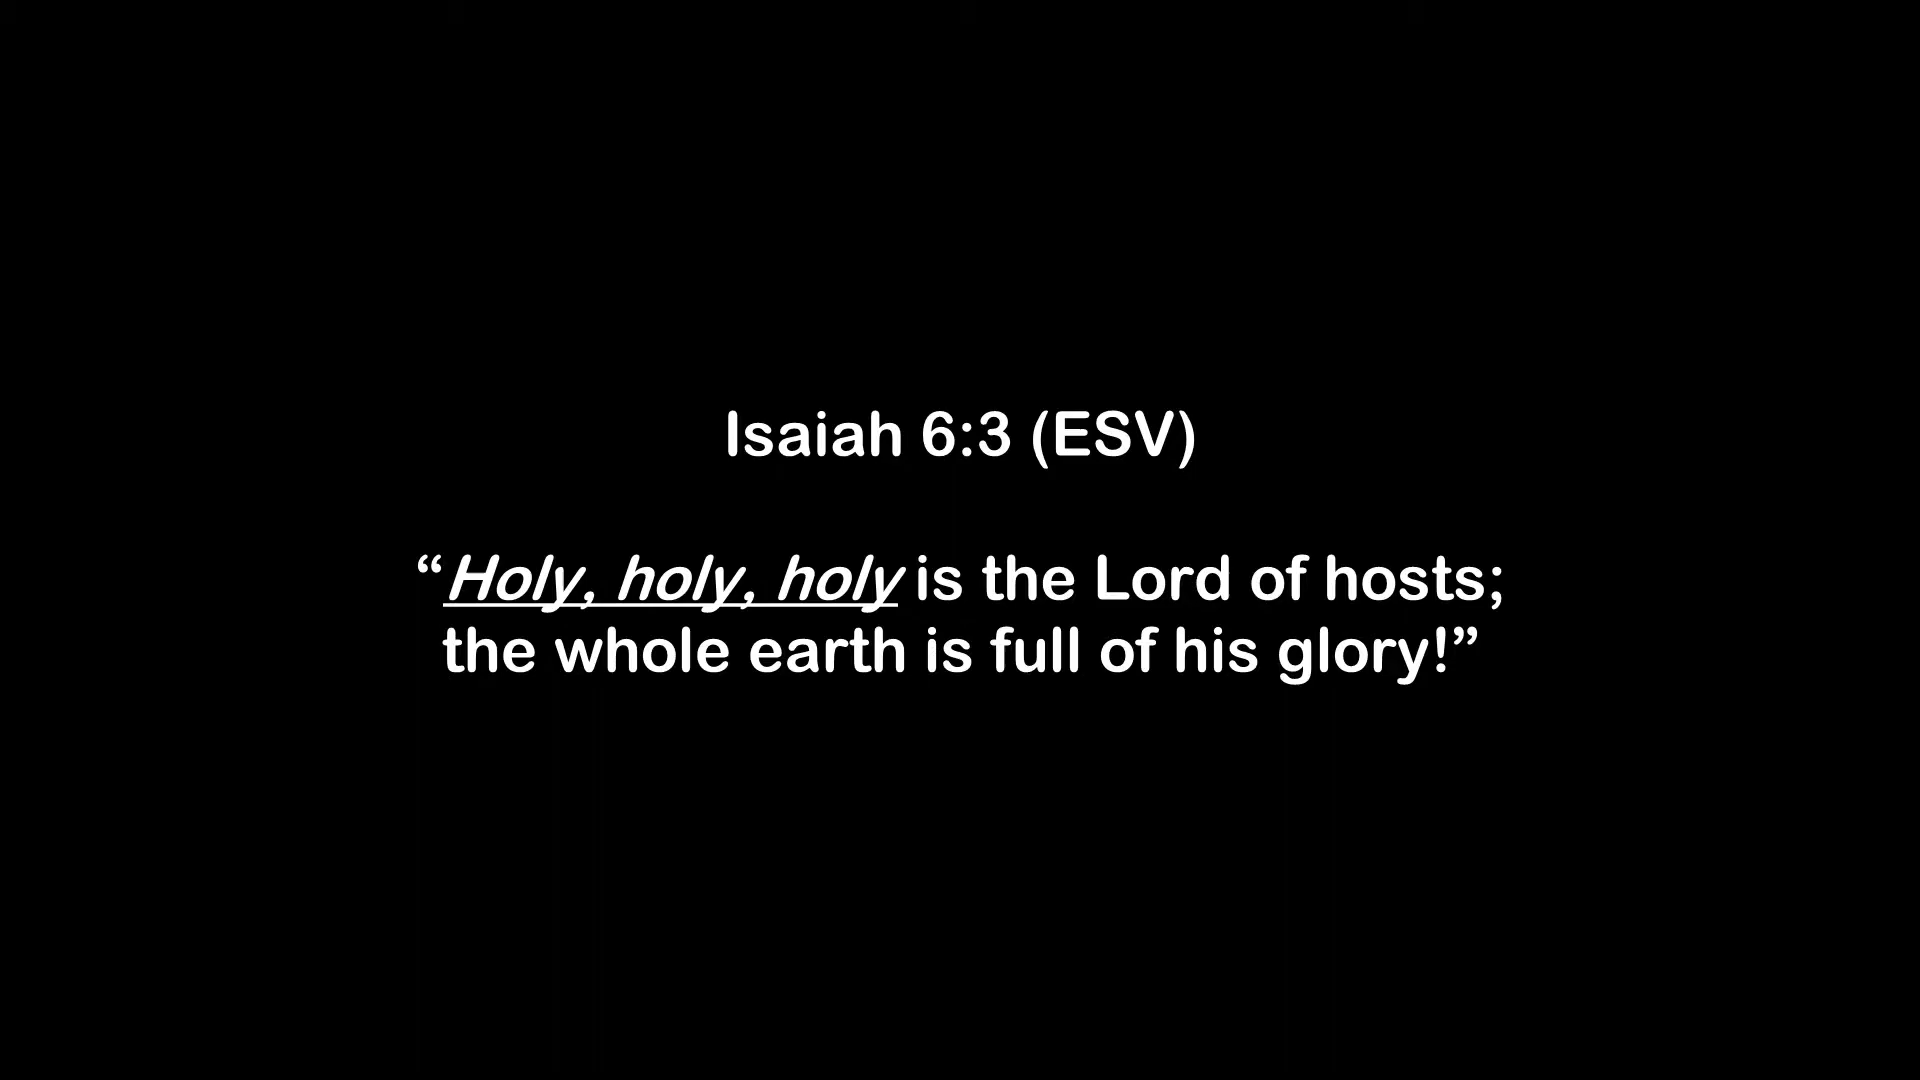 Isaiah 6:3 (ESV)
“Holy, holy, holy is the Lord of hosts;
the whole earth is full of his glory!”